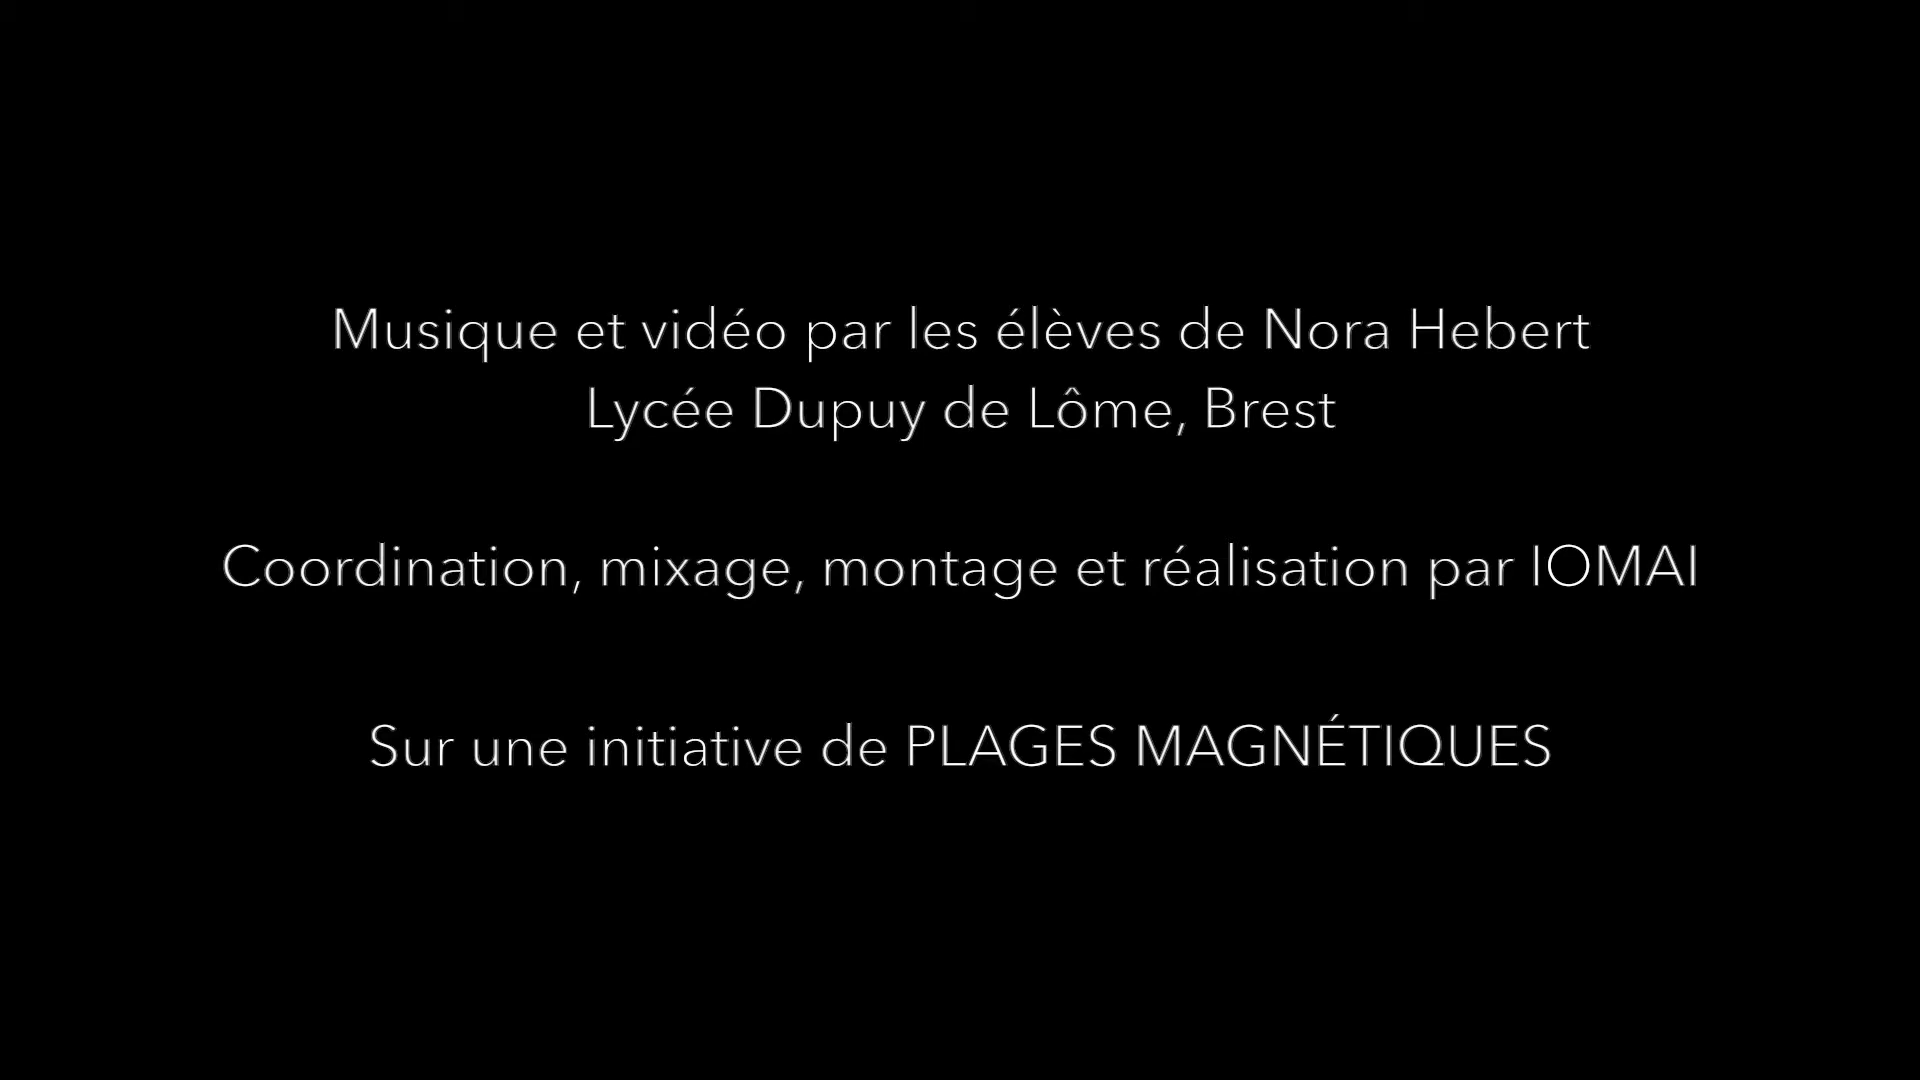 Musique et vidéo par les élèves de Nora Hebert
Lycée Dupuy de Lôme, Brest
Coordination, mixage, montage et réalisation par IOMAI
Sur une initiative de PLAGES MAGNÉTIQUES